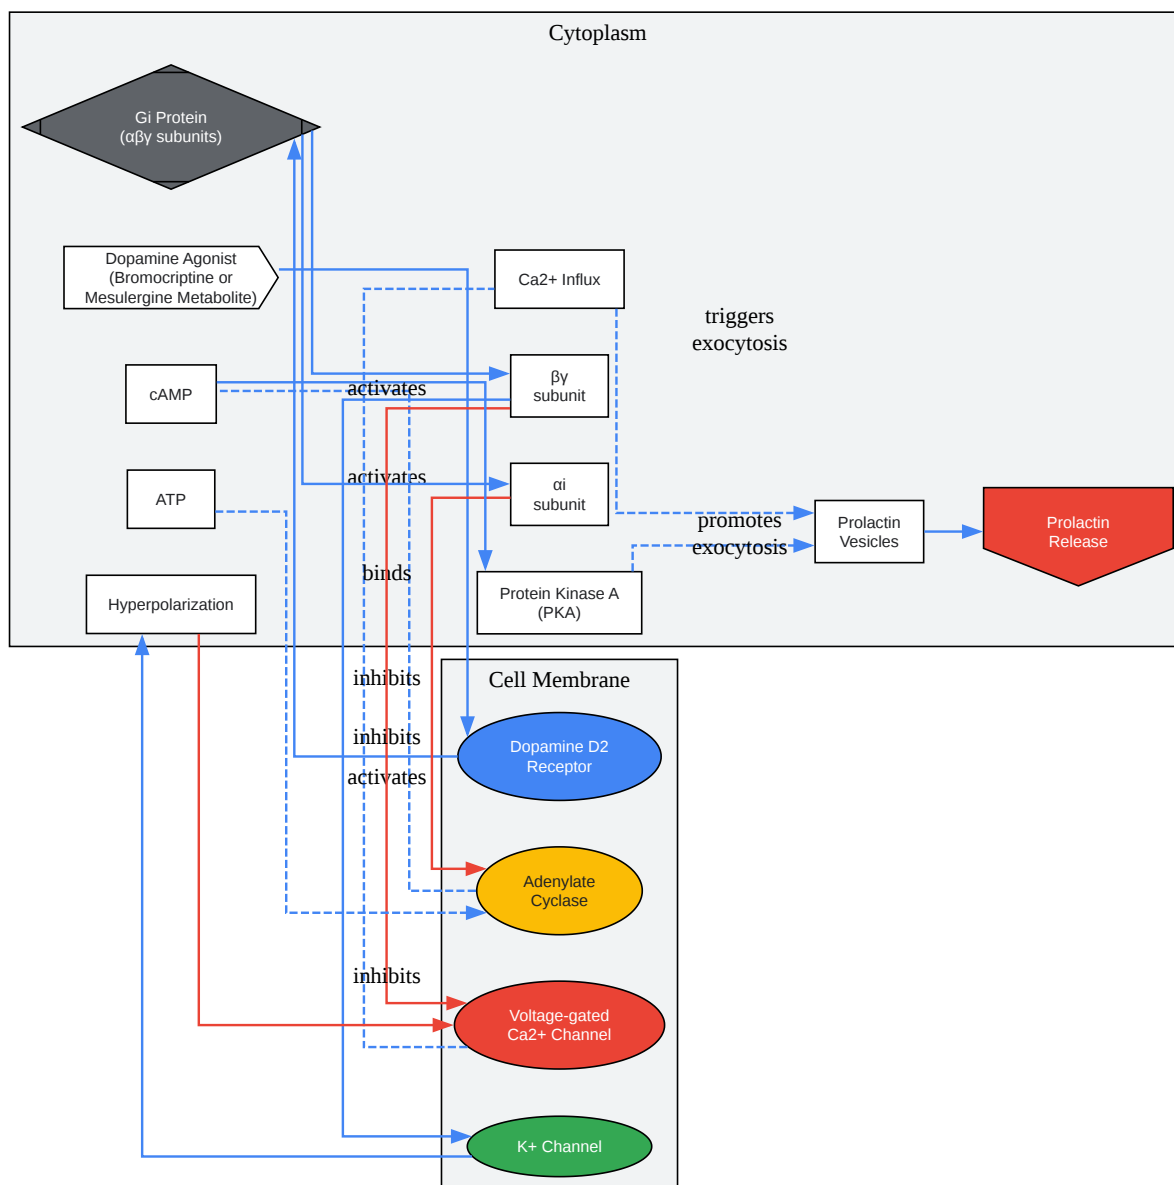 Cytoplasm
Gi Protein
(αβγ subunits)
Dopamine Agonist
(Bromocriptine or
Mesulergine Metabolite)
Ca2+ Influx
triggers
exocytosis
cAMP
activates
βγ
subunit
ATP
activates
αi
subunit
promotes
exocytosis
Prolactin
Vesicles
Prolactin
Release
binds
Hyperpolarization
Protein Kinase A
(PKA)
inhibits
Cell Membrane
inhibits
Dopamine D2
Receptor
activates
Adenylate
Cyclase
inhibits
Voltage-gated
Ca2+ Channel
K+ Channel